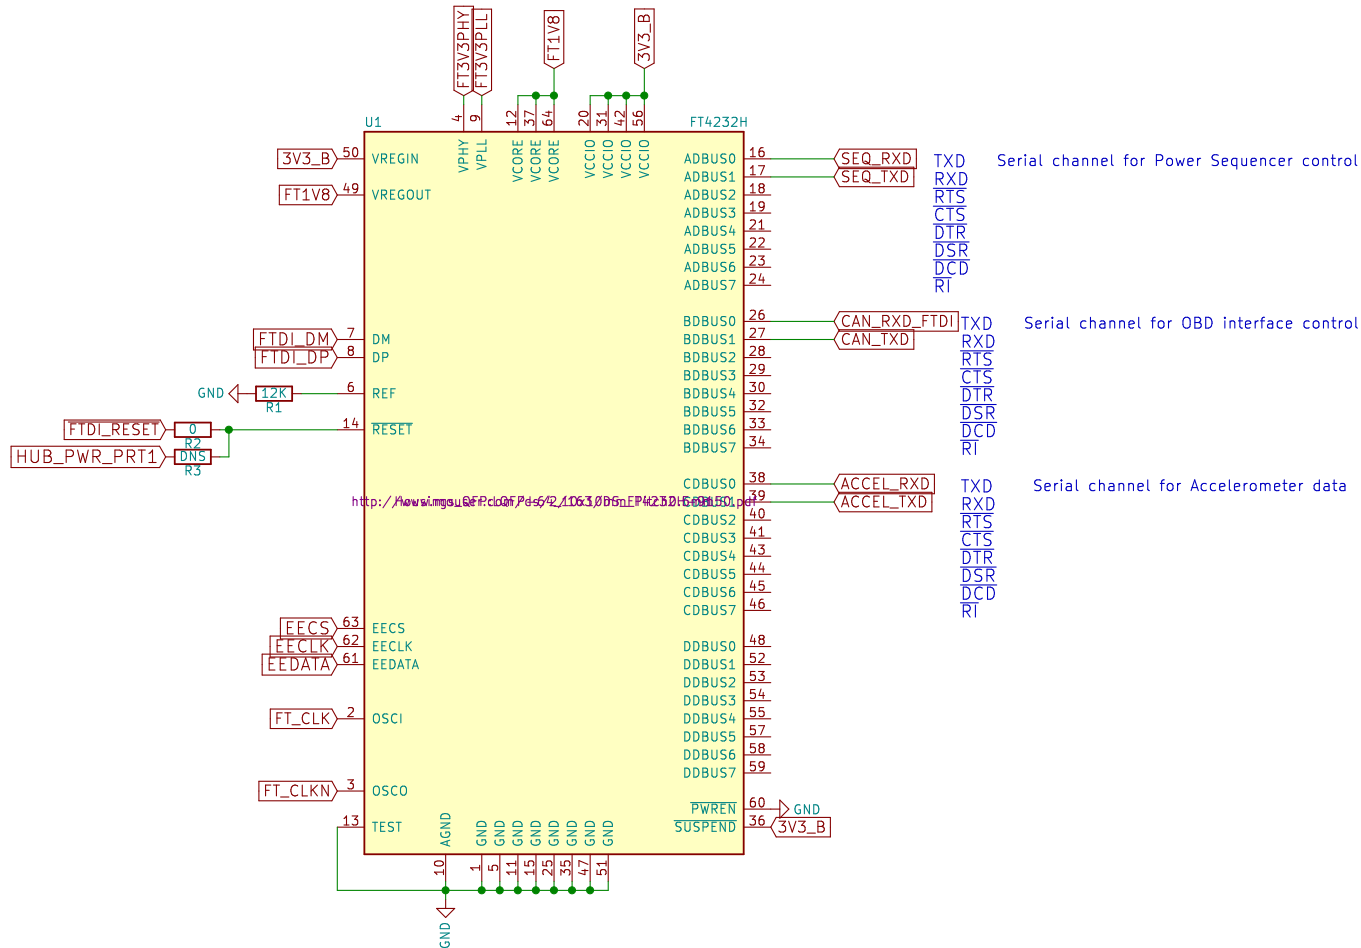 FT3V3PHY
FT3V3PLL
FT1V8
3V3_B
4
9
12
37
64
20
31
42
56
U1
FT4232H
VPHY
VPLL
VCORE
VCORE
VCORE
VCCIO
VCCIO
VCCIO
VCCIO
3V3_B 50 VREGIN
FT1V8 49 VREGOUT
FTDI_DM 7 DM
FTDI_DP 8 DP
GND 12K 6 REF
R1
FTDI_RESET 0 14 RESET
R2
HUB_PWR_PRT1 DNS
R3
EECS 63 EECS
EECLK 62 EECLK
EEDATA 61 EEDATA
FT_CLK 2 OSCI
FT_CLKN 3 OSCO
13 TEST
ADBUS0 16 SEQ_RXD TXD Serial channel for Power Sequencer control
ADBUS1 17 SEQ_TXD RXD
ADBUS2 18 RTS
ADBUS3 19 CTS
ADBUS4 21 DTR
ADBUS5 22 DSR
ADBUS6 23 DCD
ADBUS7 24 RI
BDBUS0 26 CAN_RXD_FTDI TXD Serial channel for OBD interface control
BDBUS1 27 CAN_TXD RXD
BDBUS2 28 RTS
BDBUS3 29 CTS
BDBUS4 30 DTR
BDBUS5 32 DSR
BDBUS6 33 DCD
BDBUS7 34 RI
CDBUS0 38 ACCEL_RXD TXD Serial channel for Accelerometer data
39 ACCEL_TXD RXD
CDBUS2 40 RTS
CDBUS3 41 CTS
CDBUS4 43 DTR
CDBUS5 44 DSR
CDBUS6 45 DCD
CDBUS7 46 RI
DDBUS0 48
DDBUS1 52
DDBUS2 53
DDBUS3 54
DDBUS4 55
DDBUS5 57
DDBUS6 58
DDBUS7 59
PWREN 60 GND
SUSPEND 36 3V3_B
AGND
GND
GND
GND
GND
GND
GND
GND
GND
10
1
5
11
15
25
35
47
51
GND